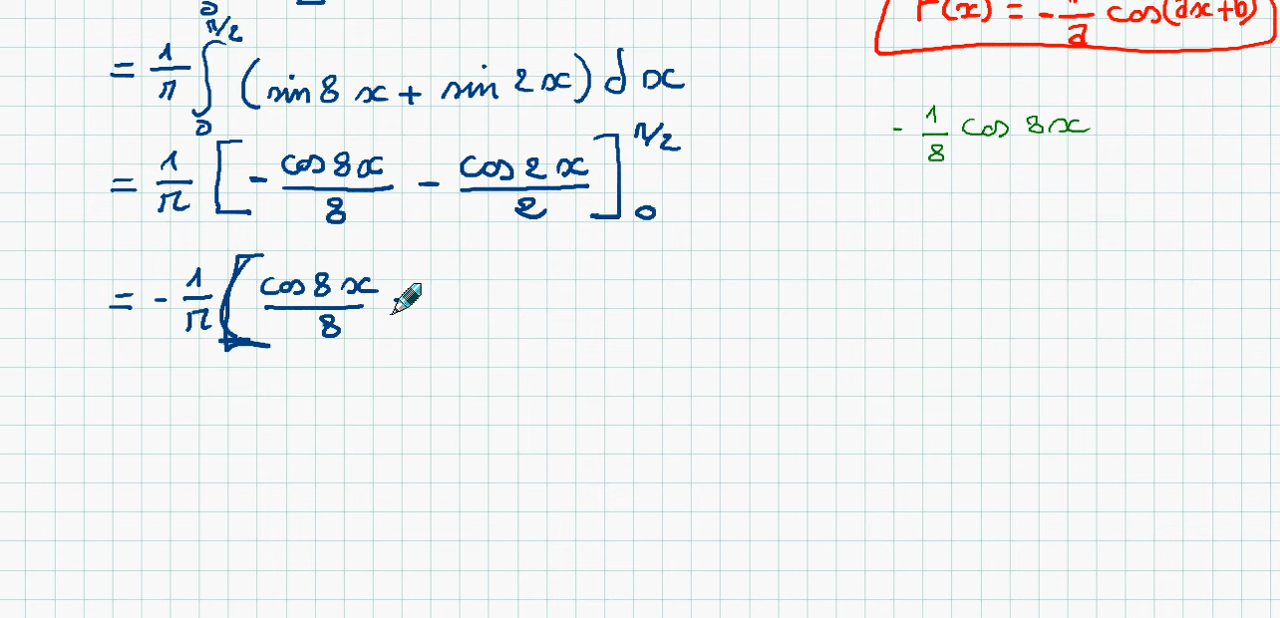 F(x) = - 1/a cos(ax+b)
= 1/π ∫₀^(π/2) (sin 8x + sin 2x) dx
- 1/8 cos 8x
= 1/π [ - cos 8x / 8 - cos 2x / 2 ]₀^(π/2)
= - 1/π [ cos 8x / 8